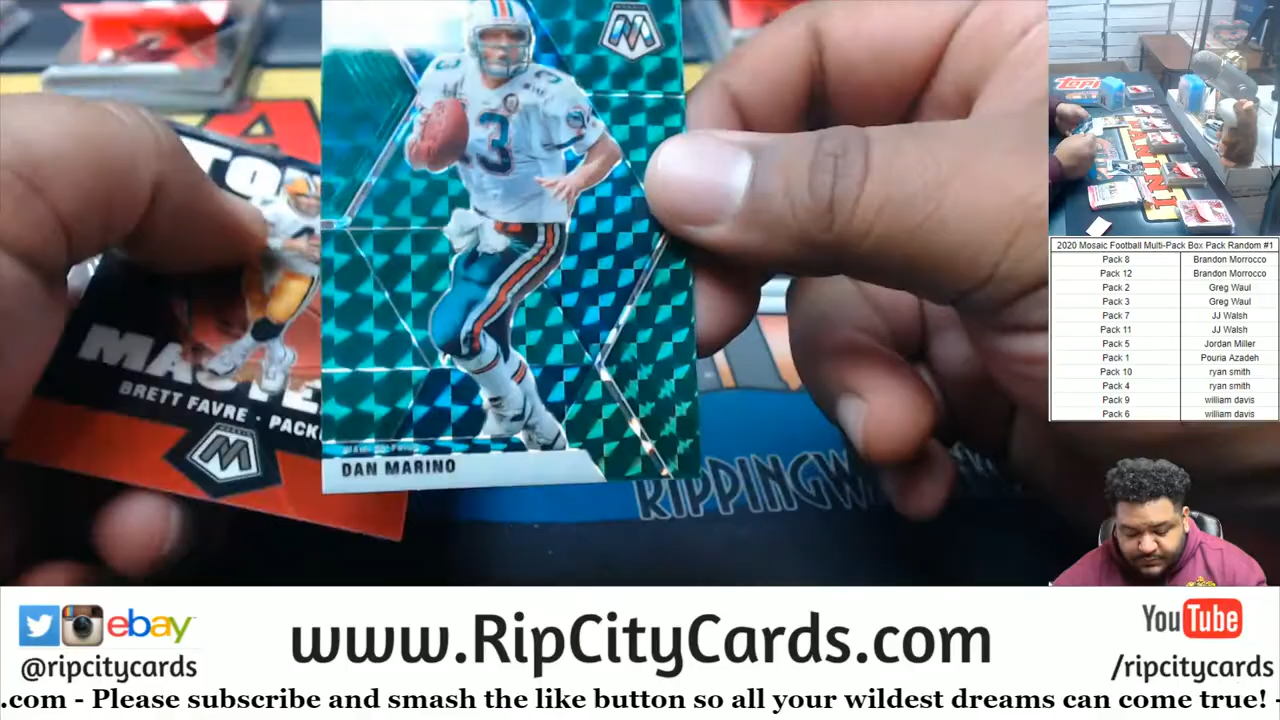 TOPPS
PANINI
3
13
M
DAN MARINO
MASTE
BRETT FAVRE · PACK
M
RIPPINGW
2020 Mosaic Football Multi-Pack Box Pack Random #1
Pack 8 Brandon Morrocco
Pack 12 Brandon Morrocco
Pack 2 Greg Waul
Pack 3 Greg Waul
Pack 7 JJ Walsh
Pack 11 JJ Walsh
Pack 5 Jordan Miller
Pack 1 Pouria Azadeh
Pack 10 ryan smith
Pack 4 ryan smith
Pack 9 william davis
Pack 6 william davis
ebay
@ripcitycards
www.RipCityCards.com
YouTube
/ripcitycards
.com - Please subscribe and smash the like button so all your wildest dreams can come true! -